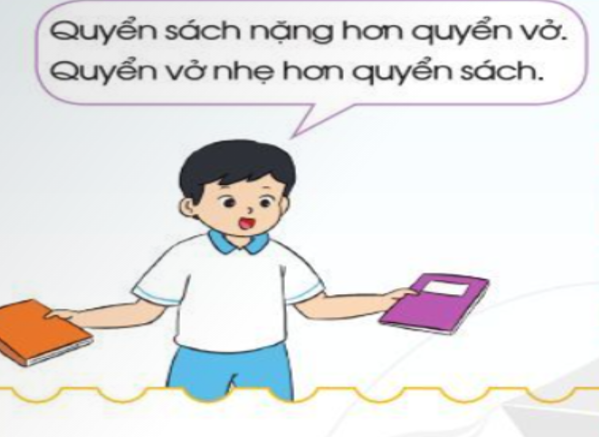 Quyển sách nặng hơn quyển vở.
Quyển vở nhẹ hơn quyển sách.